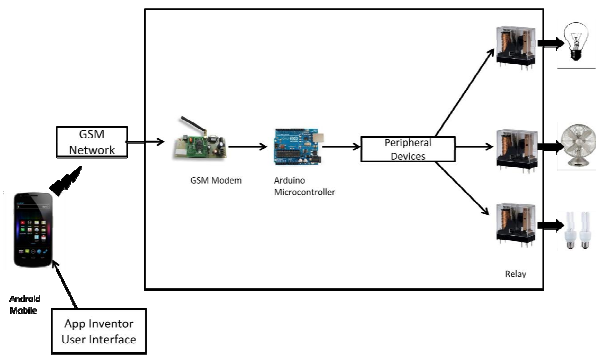 GSM
Network
GSM Modem
Arduino
Microcontroller
Peripheral
Devices
Relay
Android
Mobile
App Inventor
User Interface